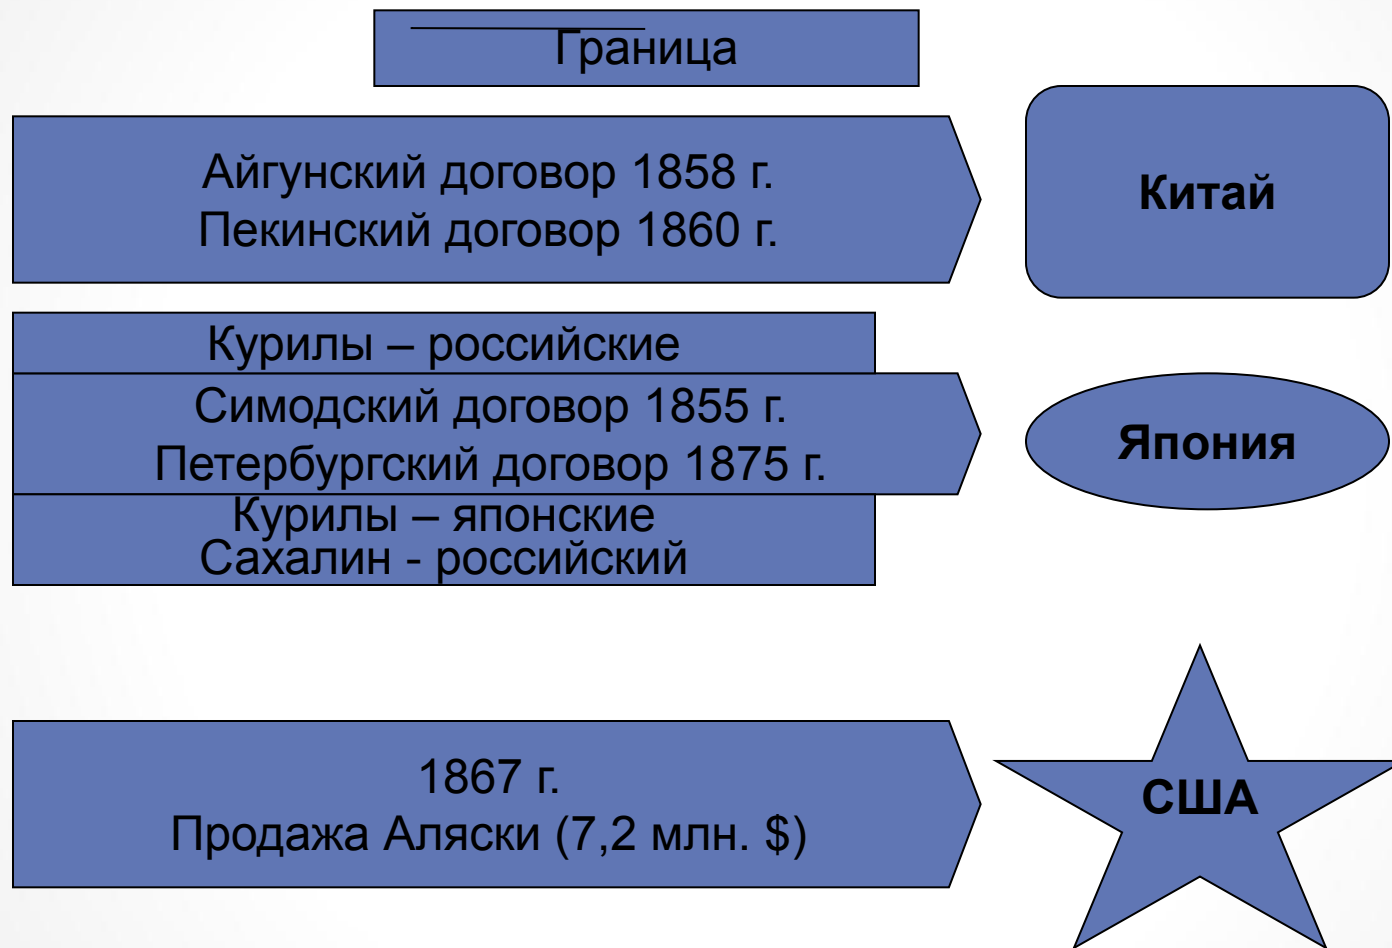 Граница
Айгунский договор 1858 г.
Пекинский договор 1860 г.
Китай
Курилы – российские
Симодский договор 1855 г.
Петербургский договор 1875 г.
Курилы – японские
Сахалин - российский
Япония
1867 г.
Продажа Аляски (7,2 млн. $)
США